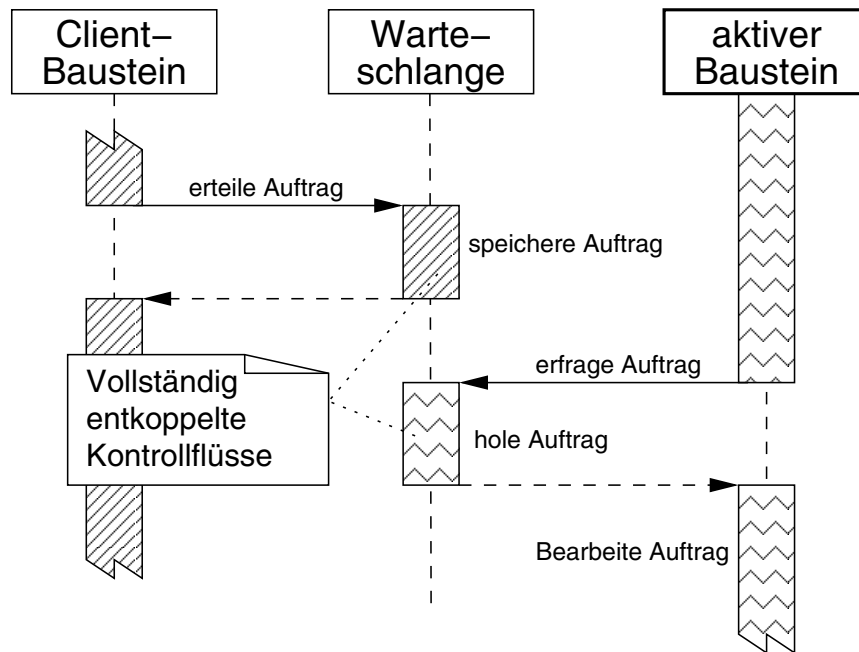 Client–
Baustein
Warte–
schlange
aktiver
Baustein
erteile Auftrag
speichere Auftrag
erfrage Auftrag
Vollständig
entkoppelte
Kontrollflüsse
hole Auftrag
Bearbeite Auftrag